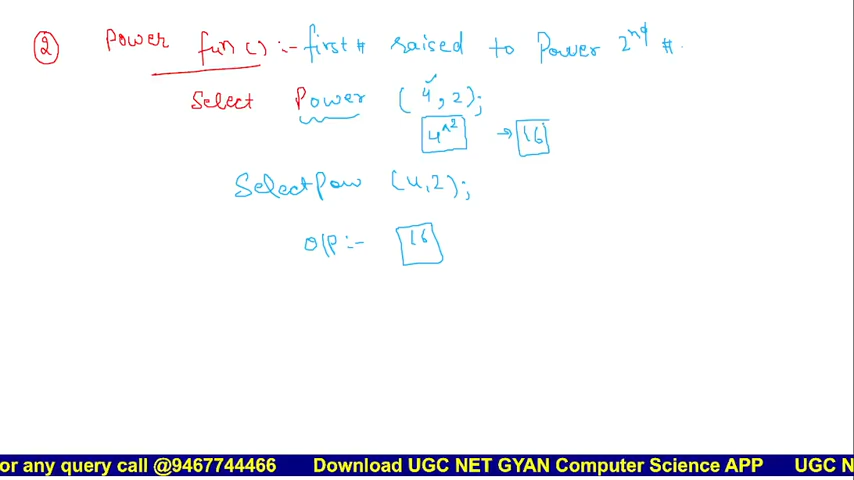 ② Power fun () :- first # raised to Power 2nd #.
Select Power (4, 2);
4^2 → 16
Select Pow (4,2);
O/P :- 16
or any query call @9467744466 Download UGC NET GYAN Computer Science APP UGC N